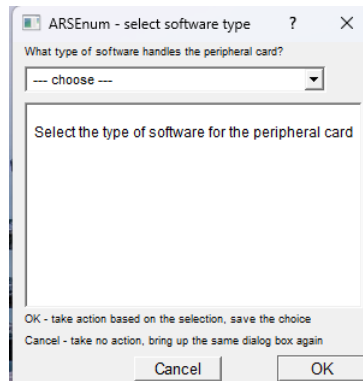 ARSEnum - select software type ? ×
What type of software handles the peripheral card?
--- choose ---
Select the type of software for the peripheral card
OK - take action based on the selection, save the choice
Cancel - take no action, bring up the same dialog box again
Cancel OK